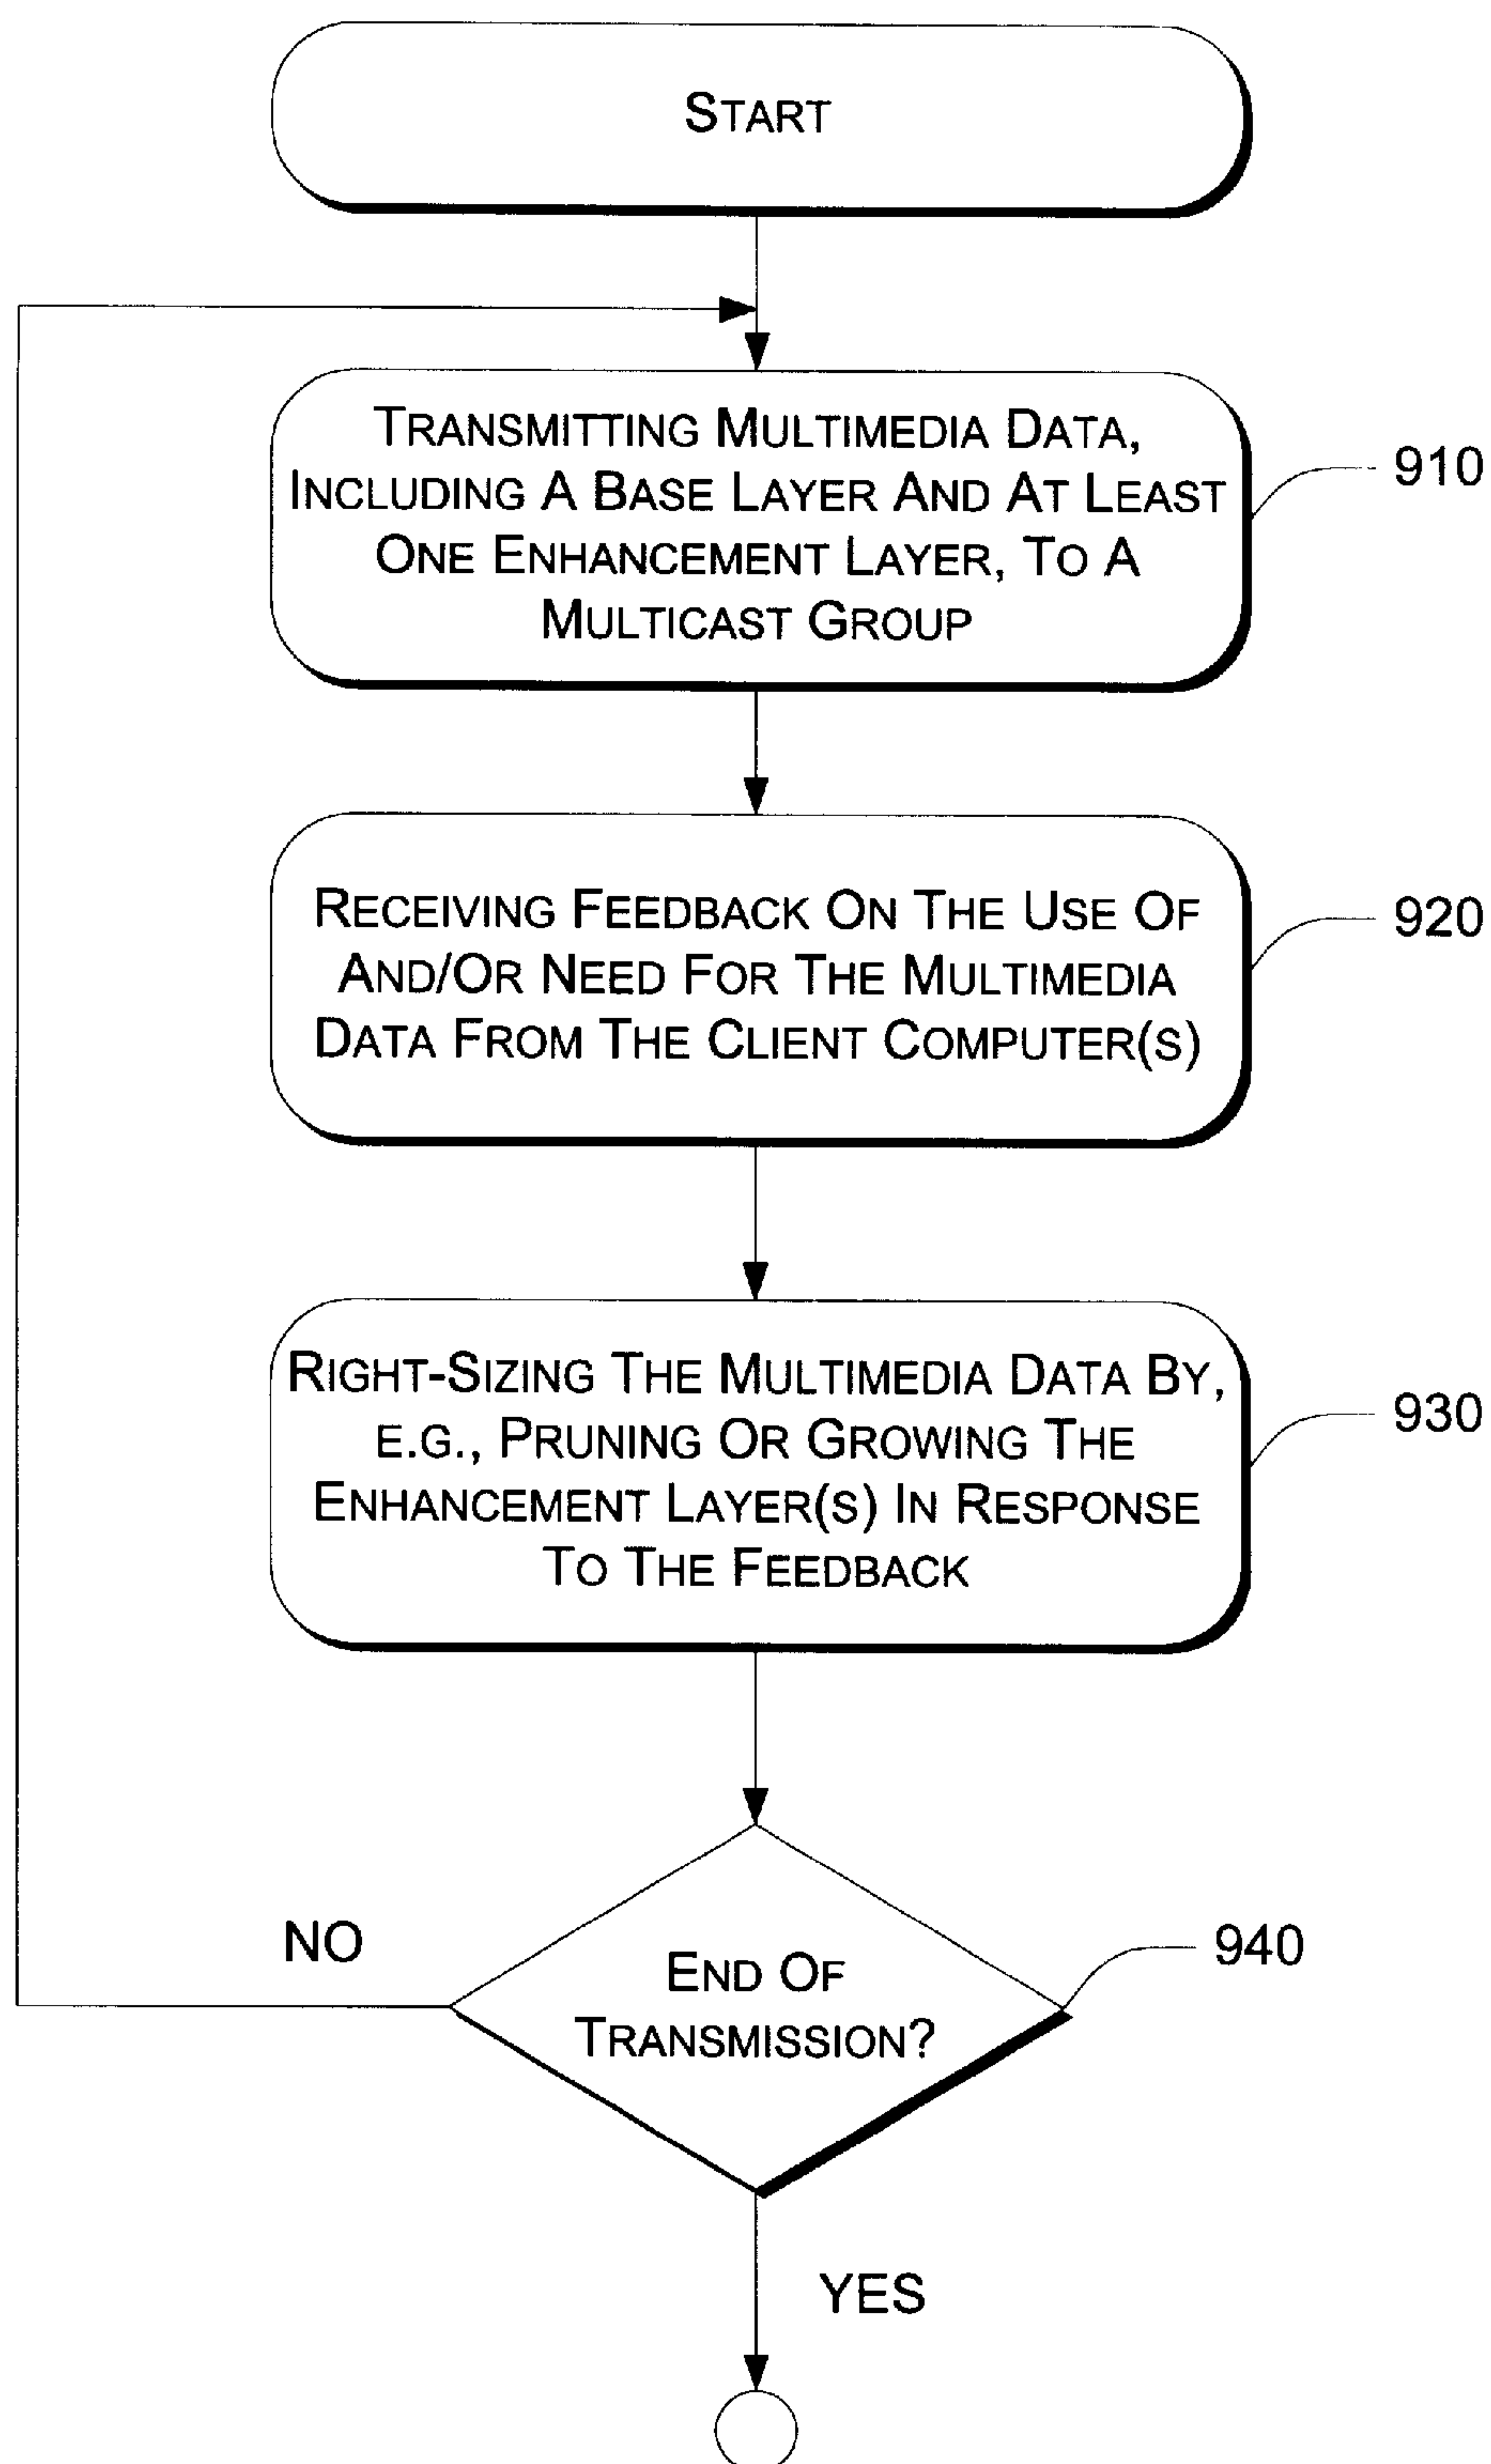 START
TRANSMITTING MULTIMEDIA DATA,
INCLUDING A BASE LAYER AND AT LEAST
ONE ENHANCEMENT LAYER, TO A
MULTICAST GROUP
910
RECEIVING FEEDBACK ON THE USE OF
AND/OR NEED FOR THE MULTIMEDIA
DATA FROM THE CLIENT COMPUTER(S)
920
RIGHT-SIZING THE MULTIMEDIA DATA BY,
E.G., PRUNING OR GROWING THE
ENHANCEMENT LAYER(S) IN RESPONSE
TO THE FEEDBACK
930
NO
END OF
TRANSMISSION?
940
YES